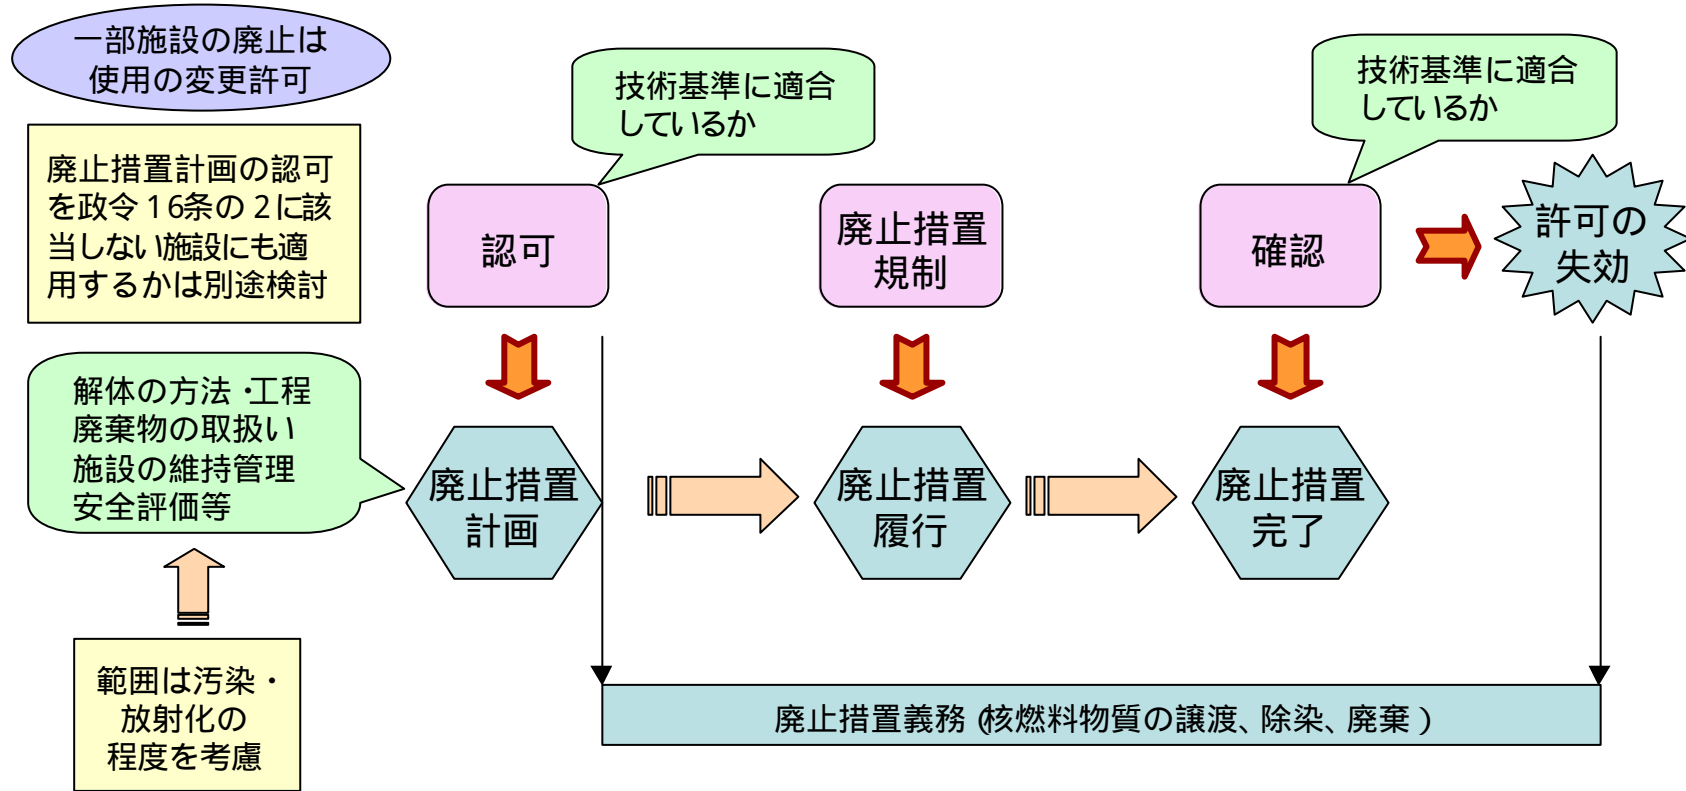 一部施設の廃止は
使用の変更許可
廃止措置計画の認可
を政令16条の2に該
当しない施設にも適
用するかは別途検討
技術基準に適合
しているか
技術基準に適合
しているか
認可
廃止措置
規制
確認
許可の
失効
解体の方法・工程
廃棄物の取扱い
施設の維持管理
安全評価等
廃止措置
計画
廃止措置
履行
廃止措置
完了
範囲は汚染・
放射化の
程度を考慮
廃止措置義務(核燃料物質の譲渡、除染、廃棄)